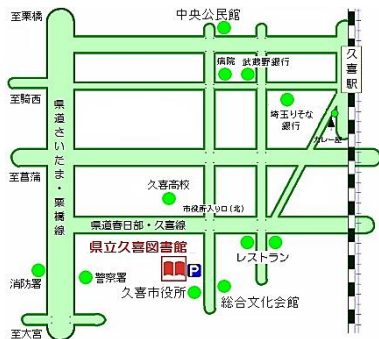 至栗橋
中央公民館
久喜駅
病院
武蔵野銀行
至騎西
埼玉りそな
銀行
カレー屋
県道さいたま・栗橋線
至菖蒲
久喜高校
市役所入り口(北)
県道春日部・久喜線
県立久喜図書館
レストラン
消防署
警察署
P
久喜市役所
総合文化会館
至大宮